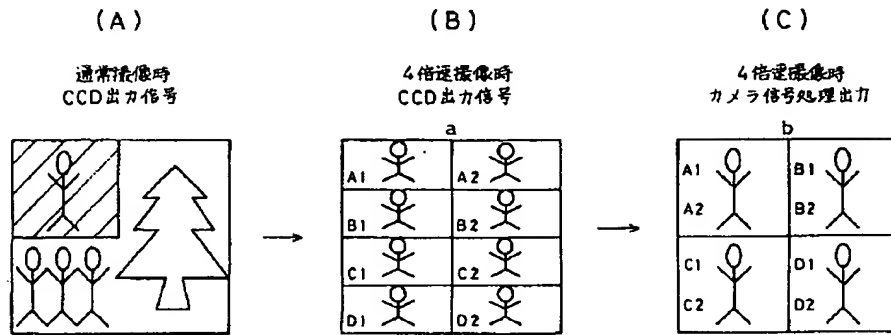 (A)
通常撮像時
CCD出力信号
(B)
4倍速撮像時
CCD出力信号
a
A1
A2
B1
B2
C1
C2
D1
D2
(C)
4倍速撮像時
カメラ信号処理出力
b
A1
A2
B1
B2
C1
C2
D1
D2